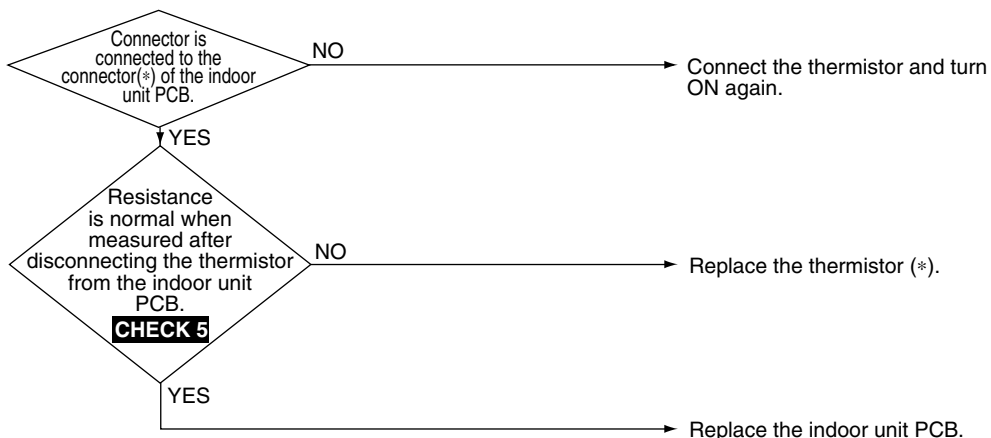 Connector is
connected to the
connector(*) of the indoor
unit PCB.
NO
Connect the thermistor and turn
ON again.
YES
Resistance
is normal when
measured after
disconnecting the thermistor
from the indoor unit
PCB.
CHECK 5
NO
Replace the thermistor (*).
YES
Replace the indoor unit PCB.